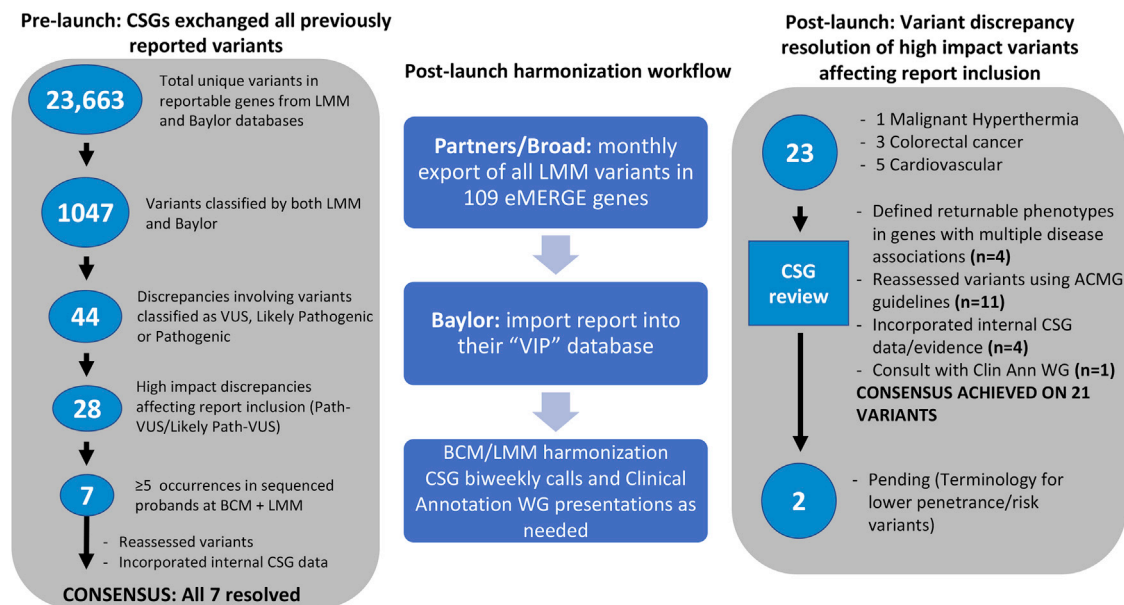 Pre-launch: CSGs exchanged all previously
reported variants
23,663
Total unique variants in
reportable genes from LMM
and Baylor databases
1047
Variants classified by both LMM
and Baylor
44
Discrepancies involving variants
classified as VUS, Likely Pathogenic
or Pathogenic
28
High impact discrepancies
affecting report inclusion (Path-
VUS/Likely Path-VUS)
7
≥5 occurrences in sequenced
probands at BCM + LMM
- Reassessed variants
- Incorporated internal CSG data
CONSENSUS: All 7 resolved
Post-launch harmonization workflow
Partners/Broad: monthly
export of all LMM variants in
109 eMERGE genes
Baylor: import report into
their “VIP” database
BCM/LMM harmonization
CSG biweekly calls and Clinical
Annotation WG presentations as
needed
Post-launch: Variant discrepancy
resolution of high impact variants
affecting report inclusion
23
- 1 Malignant Hyperthermia
- 3 Colorectal cancer
- 5 Cardiovascular
CSG
review
- Defined returnable phenotypes
in genes with multiple disease
associations (n=4)
- Reassessed variants using ACMG
guidelines (n=11)
- Incorporated internal CSG
data/evidence (n=4)
- Consult with Clin Ann WG (n=1)
CONSENSUS ACHIEVED ON 21
VARIANTS
2
- Pending (Terminology for
lower penetrance/risk
variants)